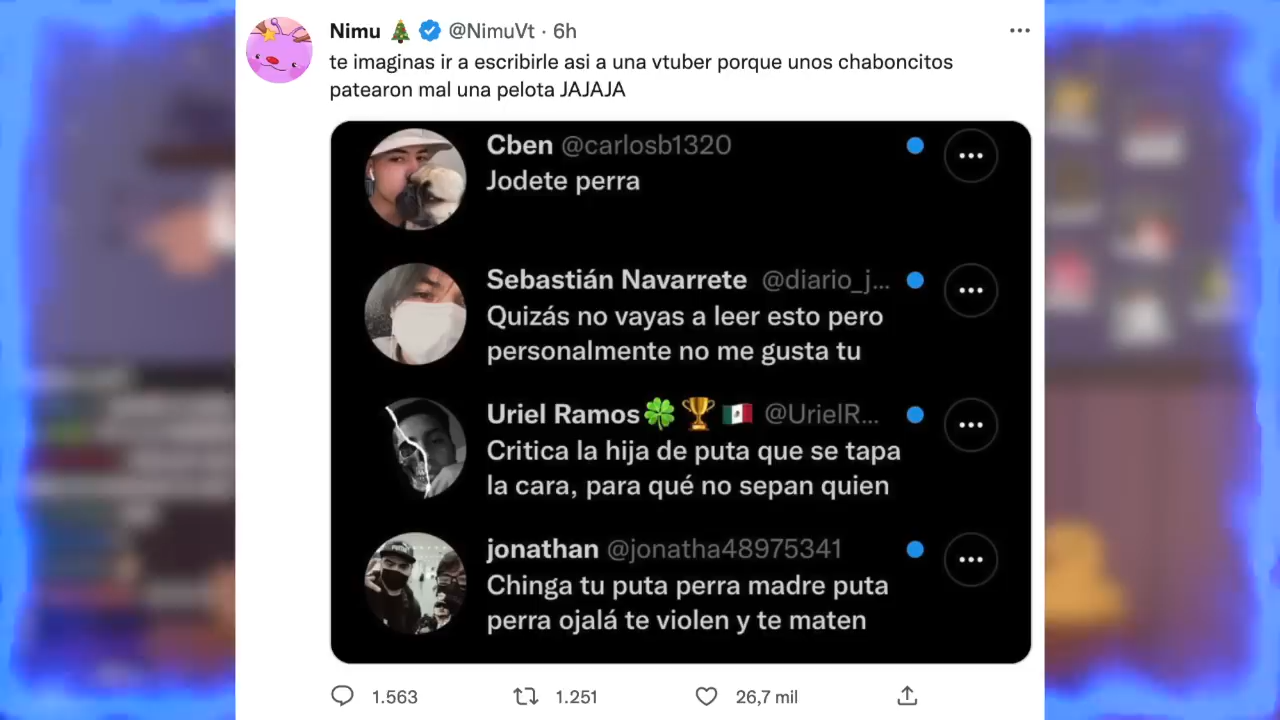 Nimu 🎄 @NimuVt · 6h
te imaginas ir a escribirle asi a una vtuber porque unos chaboncitos
patearon mal una pelota JAJAJA
Cben @carlosb1320
Jodete perra
Sebastián Navarrete @diario_j...
Quizás no vayas a leer esto pero
personalmente no me gusta tu
Uriel Ramos🍀🏆🇲🇽 @UrielR...
Critica la hija de puta que se tapa
la cara, para qué no sepan quien
jonathan @jonatha48975341
Chinga tu puta perra madre puta
perra ojalá te violen y te maten
1.563 1.251 26,7 mil